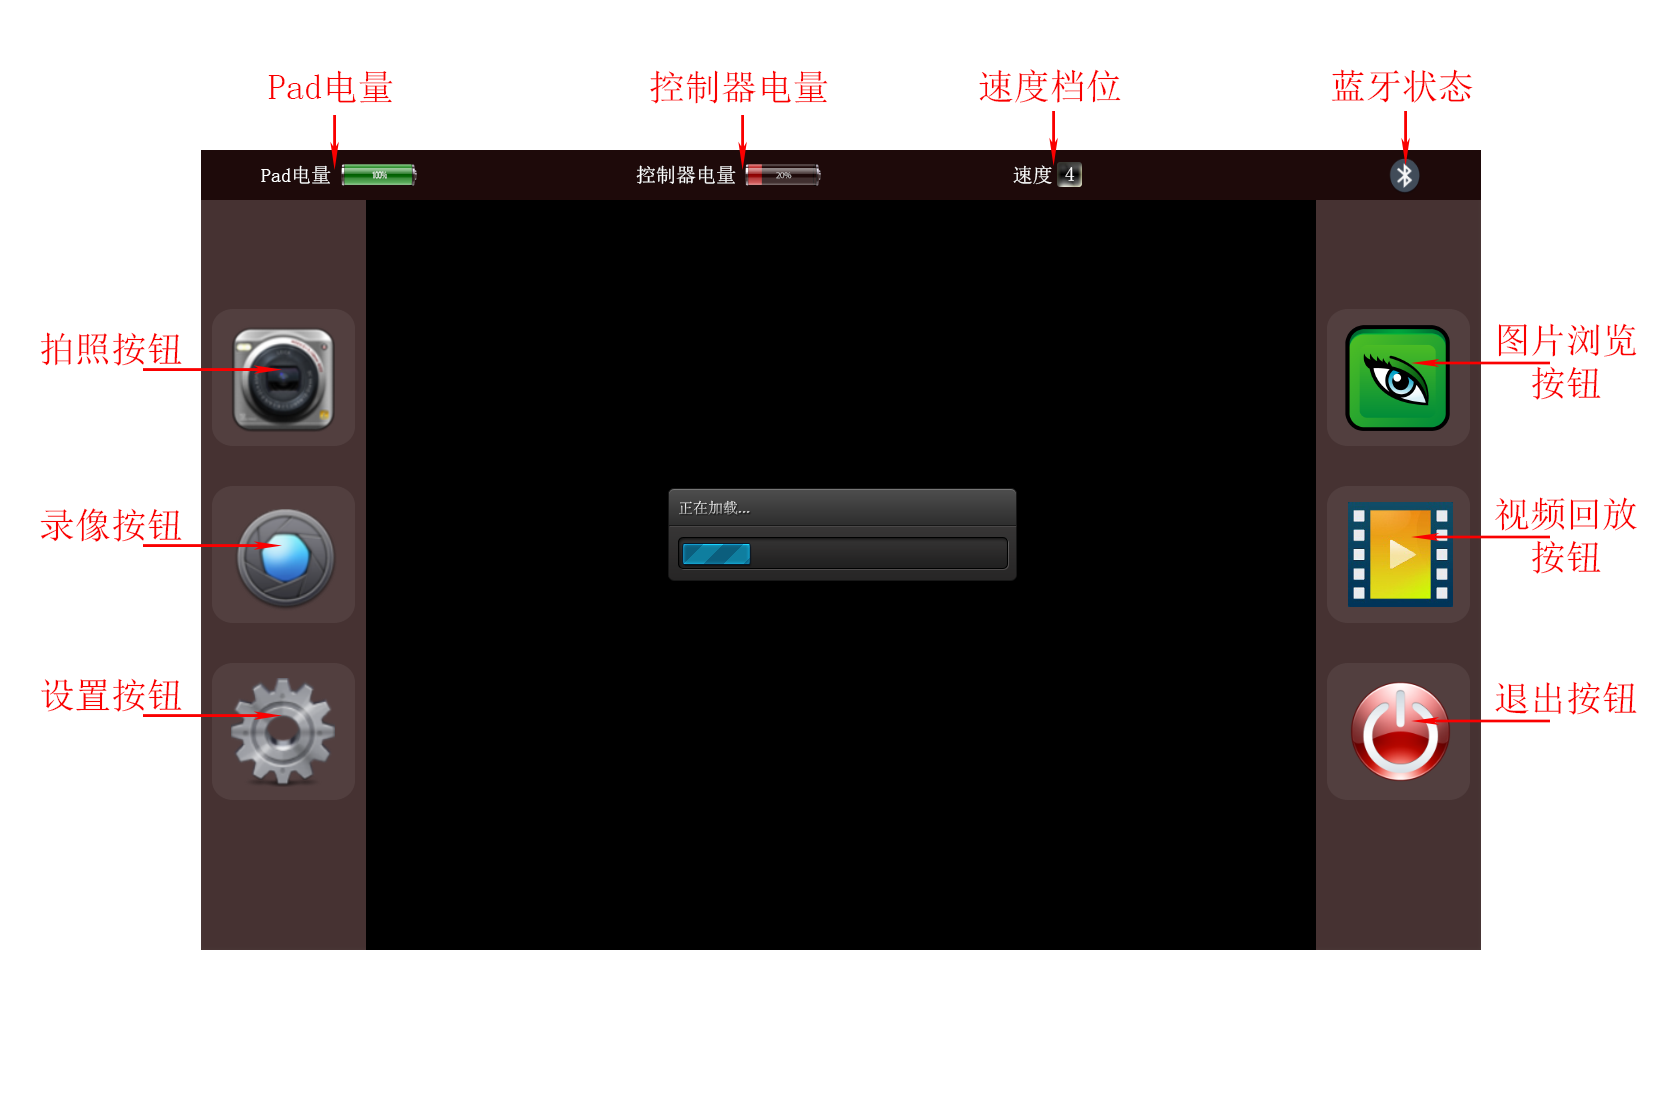 Pad电量
控制器电量
速度档位
蓝牙状态
Pad电量 100%
控制器电量 20%
速度 4
拍照按钮
图片浏览
按钮
录像按钮
正在加载...
视频回放
按钮
设置按钮
退出按钮